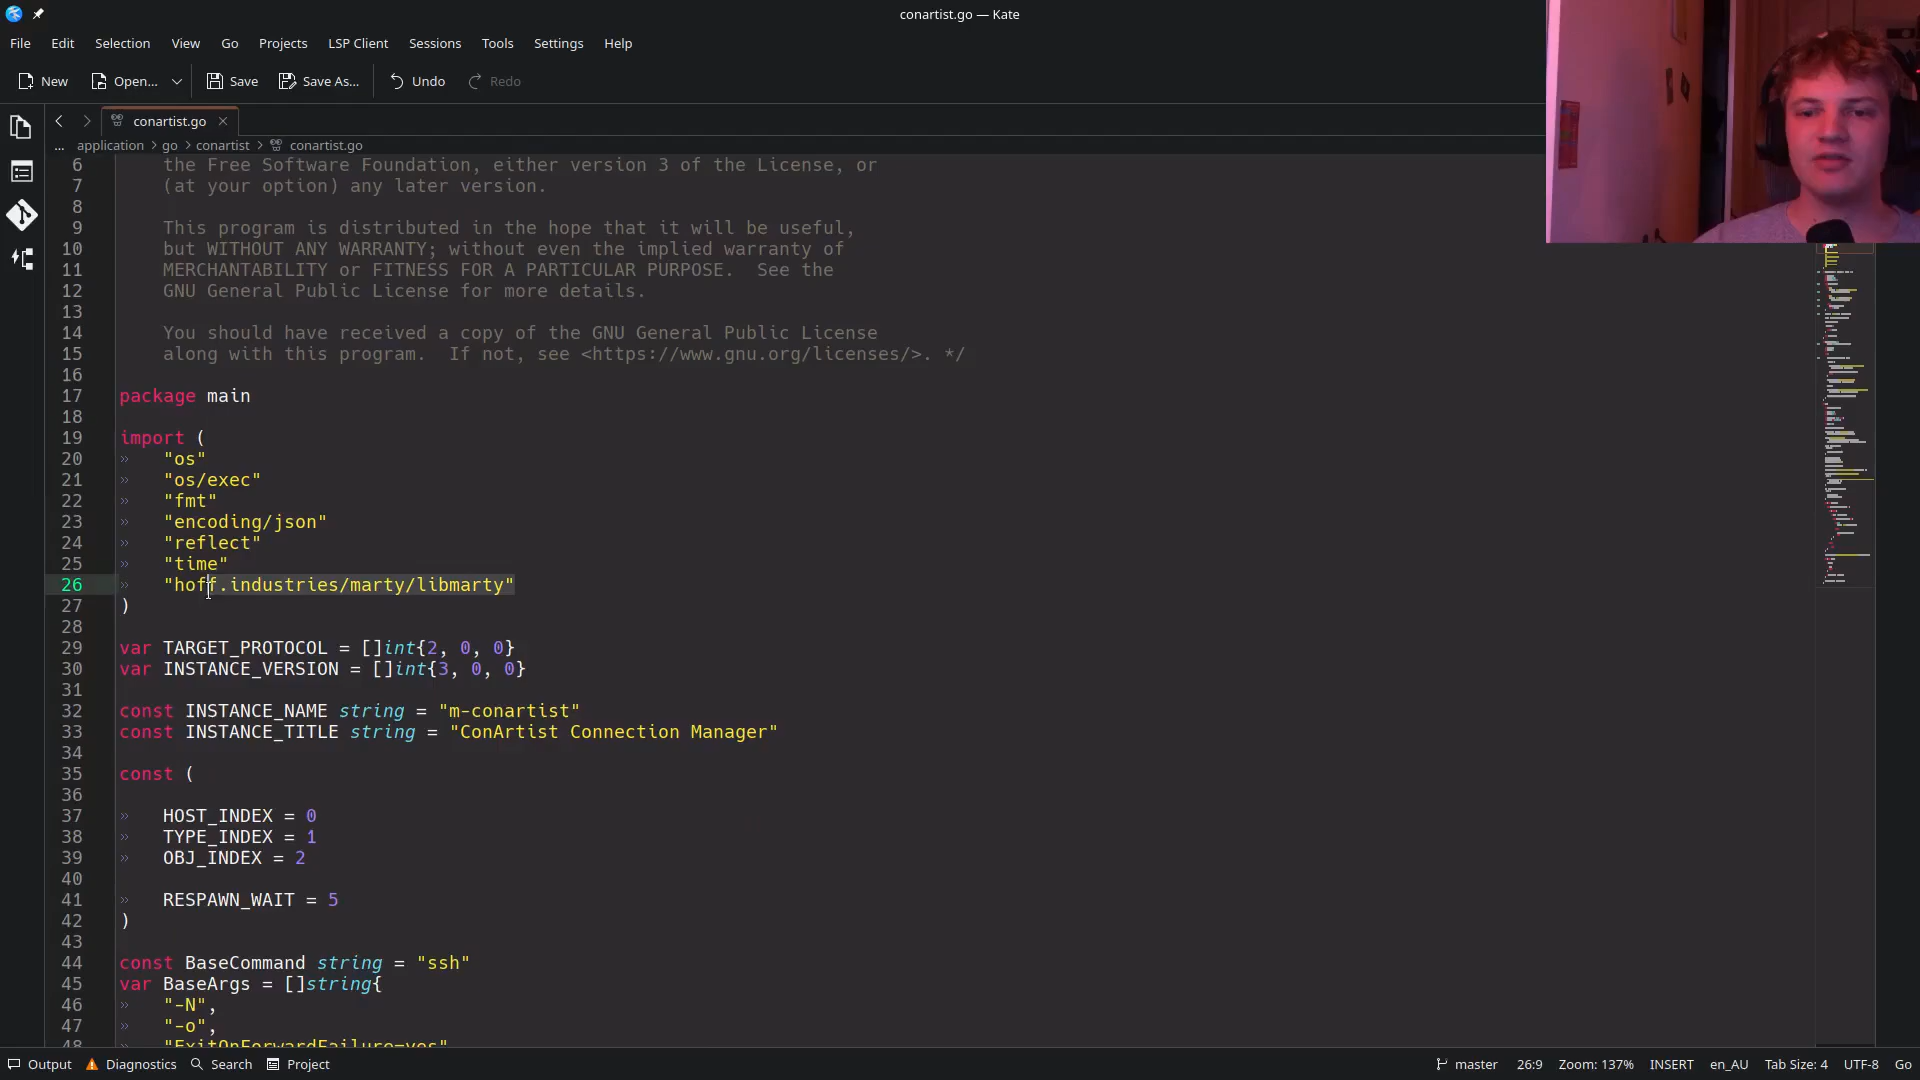 conartist.go — Kate
File Edit Selection View Go Projects LSP Client Sessions Tools Settings Help
New Open... Save Save As... Undo Redo
conartist.go
... application go conartist conartist.go
6 the Free Software Foundation, either version 3 of the License, or
7 (at your option) any later version.
8
9 This program is distributed in the hope that it will be useful,
10 but WITHOUT ANY WARRANTY; without even the implied warranty of
11 MERCHANTABILITY or FITNESS FOR A PARTICULAR PURPOSE.  See the
12 GNU General Public License for more details.
13
14 You should have received a copy of the GNU General Public License
15 along with this program.  If not, see <https://www.gnu.org/licenses/>. */
16
17 package main
18
19 import (
20 » "os"
21 » "os/exec"
22 » "fmt"
23 » "encoding/json"
24 » "reflect"
25 » "time"
26 » "hoff.industries/marty/libmarty"
27 )
28
29 var TARGET_PROTOCOL = []int{2, 0, 0}
30 var INSTANCE_VERSION = []int{3, 0, 0}
31
32 const INSTANCE_NAME string = "m-conartist"
33 const INSTANCE_TITLE string = "ConArtist Connection Manager"
34
35 const (
36
37 » HOST_INDEX = 0
38 » TYPE_INDEX = 1
39 » OBJ_INDEX = 2
40
41 » RESPAWN_WAIT = 5
42 )
43
44 const BaseCommand string = "ssh"
45 var BaseArgs = []string{
46 » "-N",
47 » "-o",
48 » "ExitOnForwardFailure=yes"
Output Diagnostics Search Project master 26:9 Zoom: 137% INSERT en_AU Tab Size: 4 UTF-8 Go